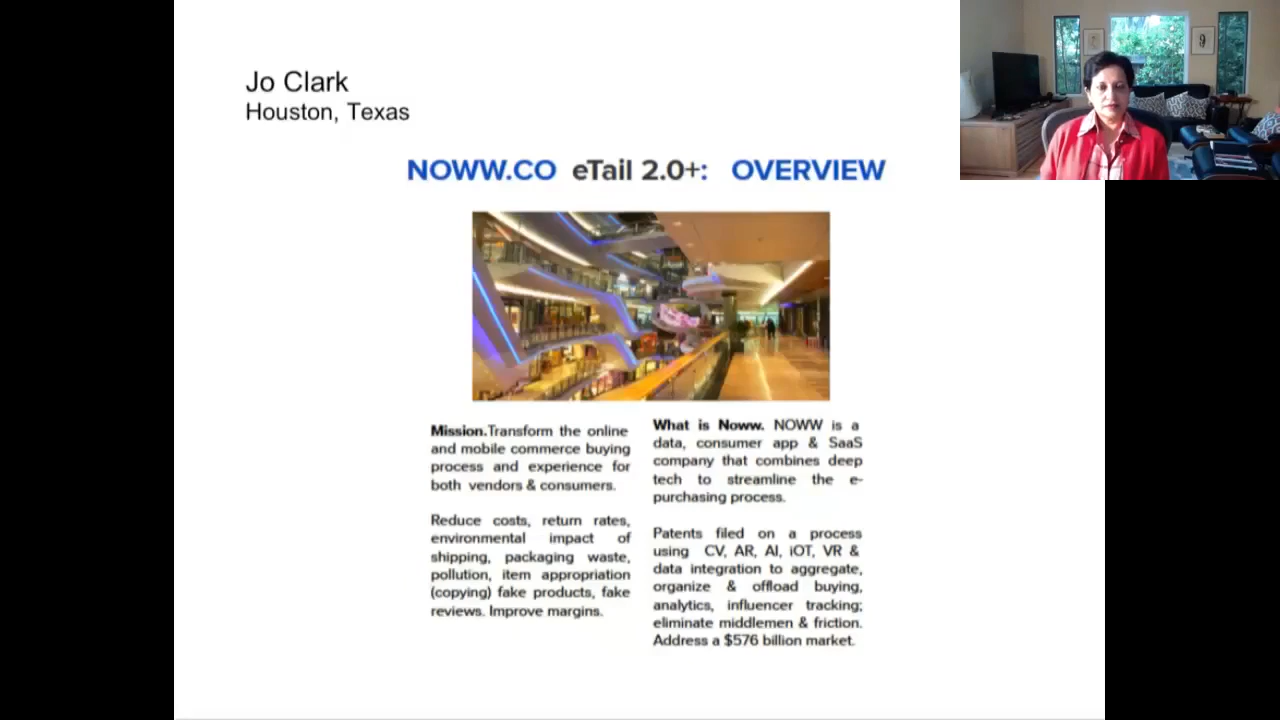 Jo Clark
Houston, Texas
NOWW.CO eTail 2.0+: OVERVIEW
Mission.Transform the online
and mobile commerce buying
process and experience for
both vendors & consumers.
Reduce costs, return rates,
environmental impact of
shipping, packaging waste,
pollution, item appropriation
(copying) fake products, fake
reviews. Improve margins.
What is Noww. NOWW is a
data, consumer app & SaaS
company that combines deep
tech to streamline the e-
purchasing process.
Patents filed on a process
using CV, AR, AI, iOT, VR &
data integration to aggregate,
organize & offload buying,
analytics, influencer tracking;
eliminate middlemen & friction.
Address a $576 billion market.